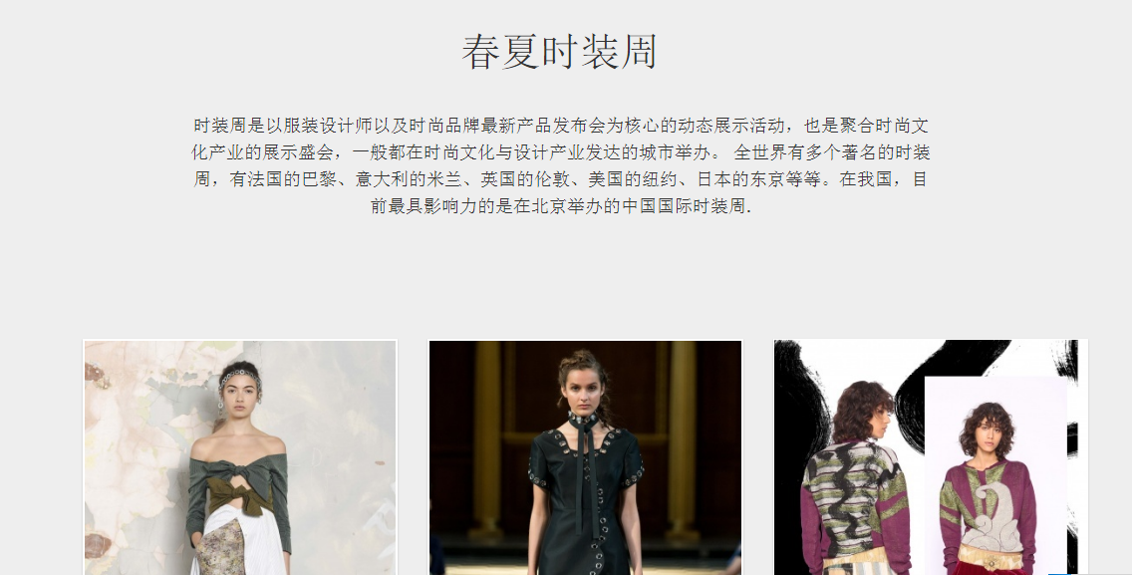 春夏时装周
时装周是以服装设计师以及时尚品牌最新产品发布会为核心的动态展示活动，也是聚合时尚文
化产业的展示盛会，一般都在时尚文化与设计产业发达的城市举办。 全世界有多个著名的时装
周，有法国的巴黎、意大利的米兰、英国的伦敦、美国的纽约、日本的东京等等。在我国，目
前最具影响力的是在北京举办的中国国际时装周.